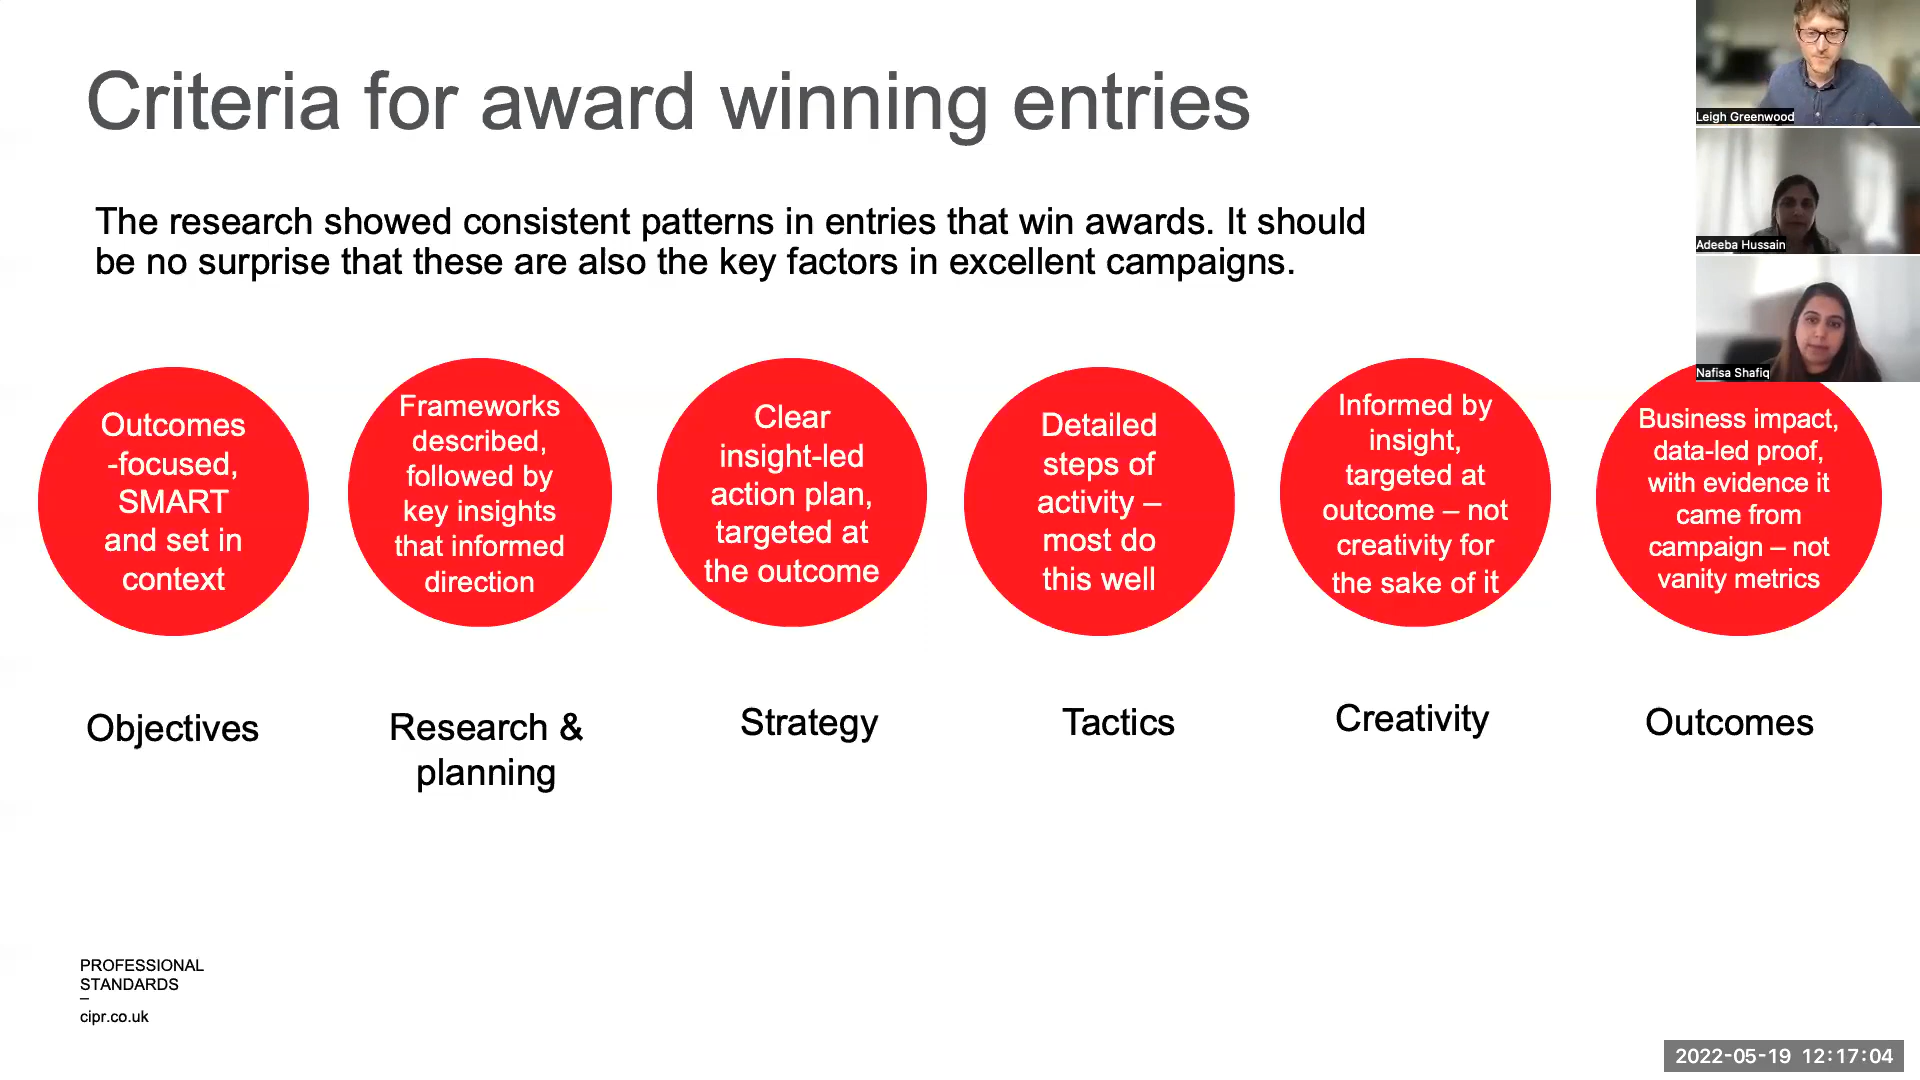 Criteria for award winning entries
The research showed consistent patterns in entries that win awards. It should
be no surprise that these are also the key factors in excellent campaigns.
Outcomes
-focused,
SMART
and set in
context
Frameworks
described,
followed by
key insights
that informed
direction
Clear
insight-led
action plan,
targeted at
the outcome
Detailed
steps of
activity –
most do
this well
Informed by
insight,
targeted at
outcome – not
creativity for
the sake of it
Business impact,
data-led proof,
with evidence it
came from
campaign – not
vanity metrics
Objectives
Research &
planning
Strategy
Tactics
Creativity
Outcomes
PROFESSIONAL
STANDARDS
–
cipr.co.uk
Leigh Greenwood
Adeeba Hussain
Nafisa Shafiq
2022-05-19 12:17:04